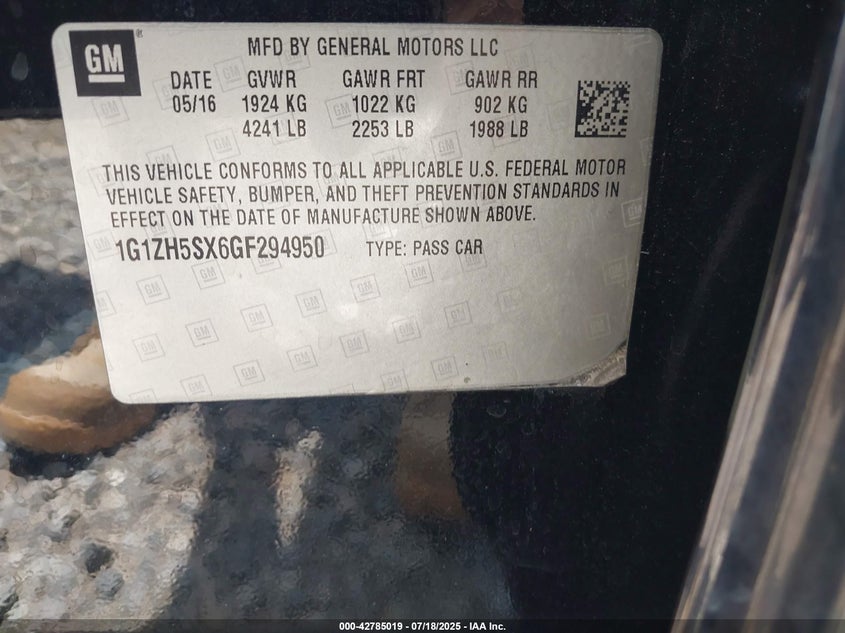 GM
MFD BY GENERAL MOTORS LLC
DATE GVWR GAWR FRT GAWR RR
05/16 1924 KG 1022 KG 902 KG
4241 LB 2253 LB 1988 LB
THIS VEHICLE CONFORMS TO ALL APPLICABLE U.S. FEDERAL MOTOR
VEHICLE SAFETY, BUMPER, AND THEFT PREVENTION STANDARDS IN
EFFECT ON THE DATE OF MANUFACTURE SHOWN ABOVE.
1G1ZH5SX6GF294950 TYPE: PASS CAR
000-42785019 - 07/18/2025 - IAA Inc.